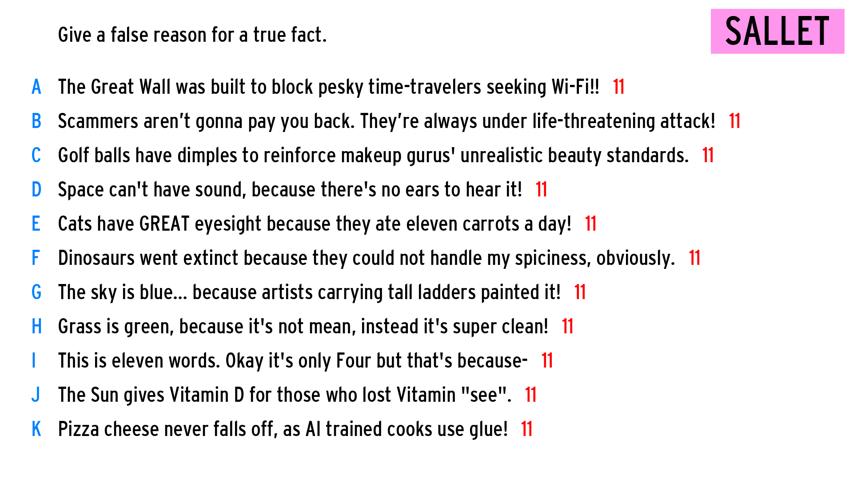 Give a false reason for a true fact.
SALLET
A The Great Wall was built to block pesky time-travelers seeking Wi-Fi!! 11
B Scammers aren’t gonna pay you back. They’re always under life-threatening attack! 11
C Golf balls have dimples to reinforce makeup gurus' unrealistic beauty standards. 11
D Space can't have sound, because there's no ears to hear it! 11
E Cats have GREAT eyesight because they ate eleven carrots a day! 11
F Dinosaurs went extinct because they could not handle my spiciness, obviously. 11
G The sky is blue... because artists carrying tall ladders painted it! 11
H Grass is green, because it's not mean, instead it's super clean! 11
I This is eleven words. Okay it's only Four but that's because- 11
J The Sun gives Vitamin D for those who lost Vitamin "see". 11
K Pizza cheese never falls off, as AI trained cooks use glue! 11